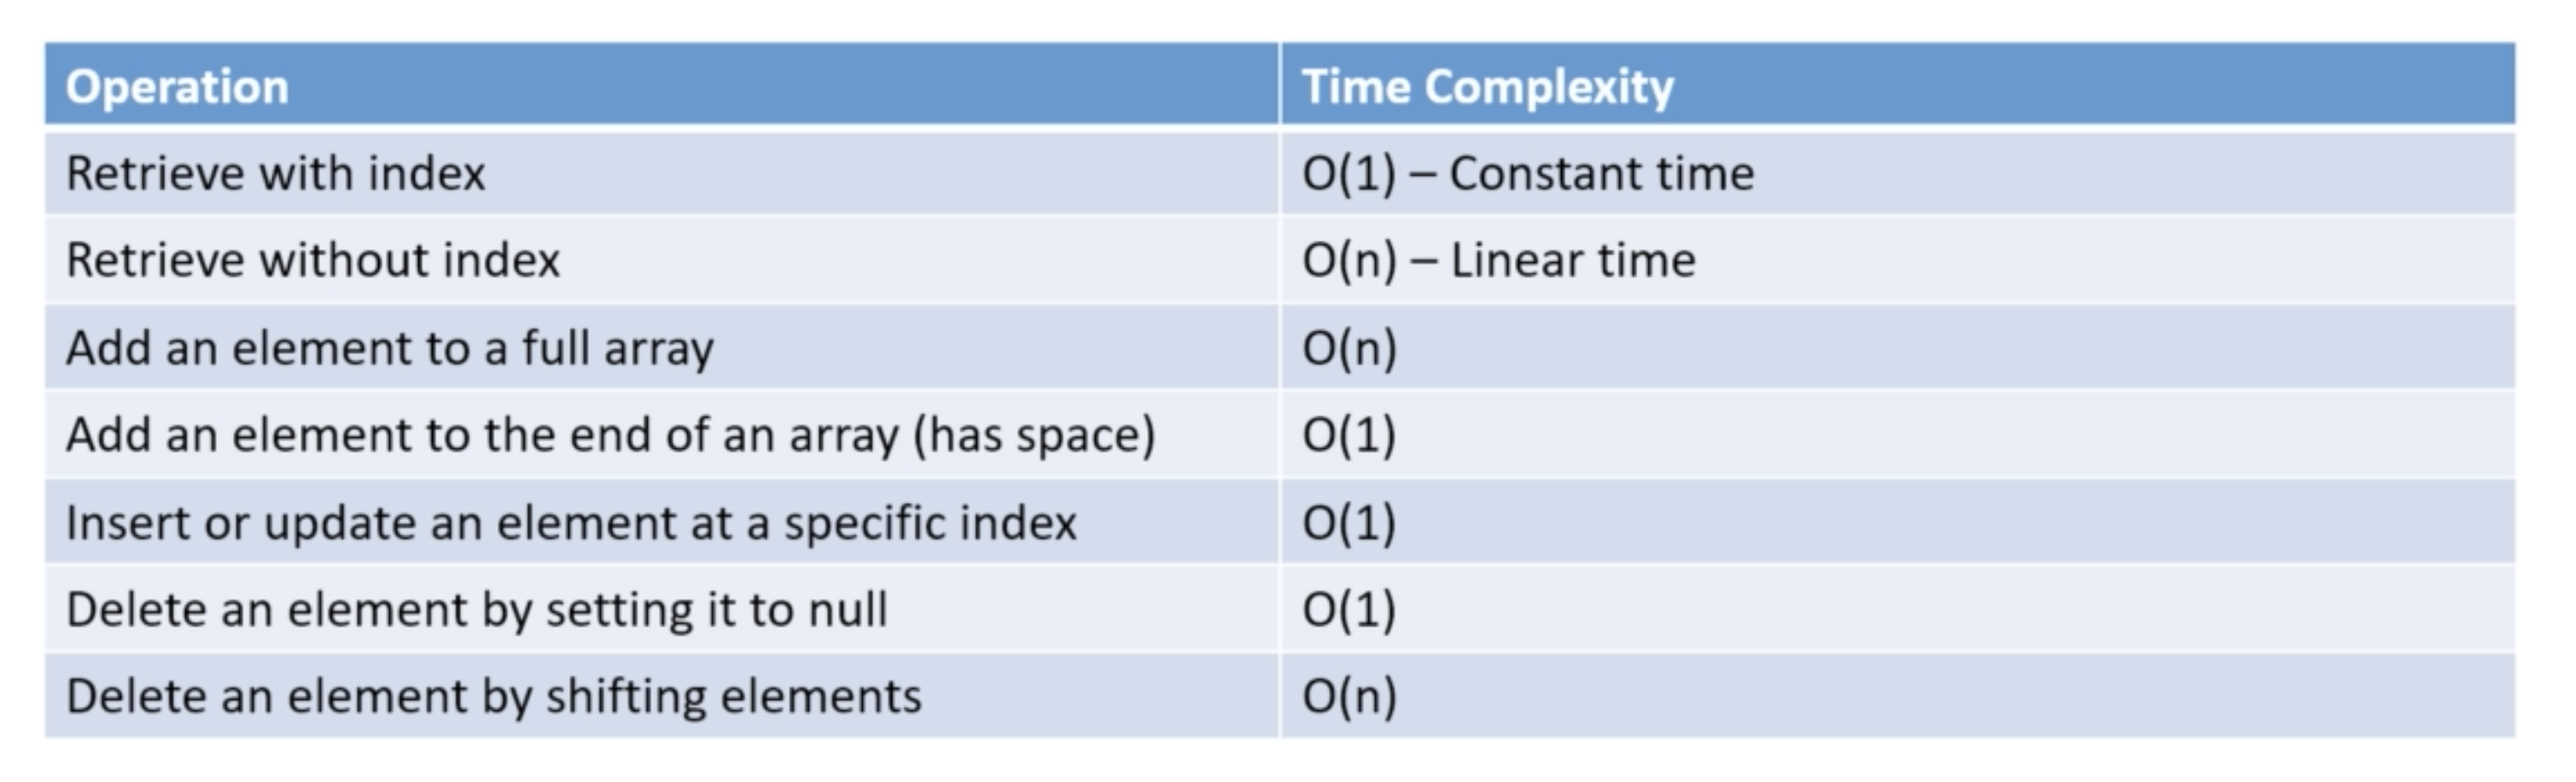 Operation Time Complexity
Retrieve with index O(1) – Constant time
Retrieve without index O(n) – Linear time
Add an element to a full array O(n)
Add an element to the end of an array (has space) O(1)
Insert or update an element at a specific index O(1)
Delete an element by setting it to null O(1)
Delete an element by shifting elements O(n)